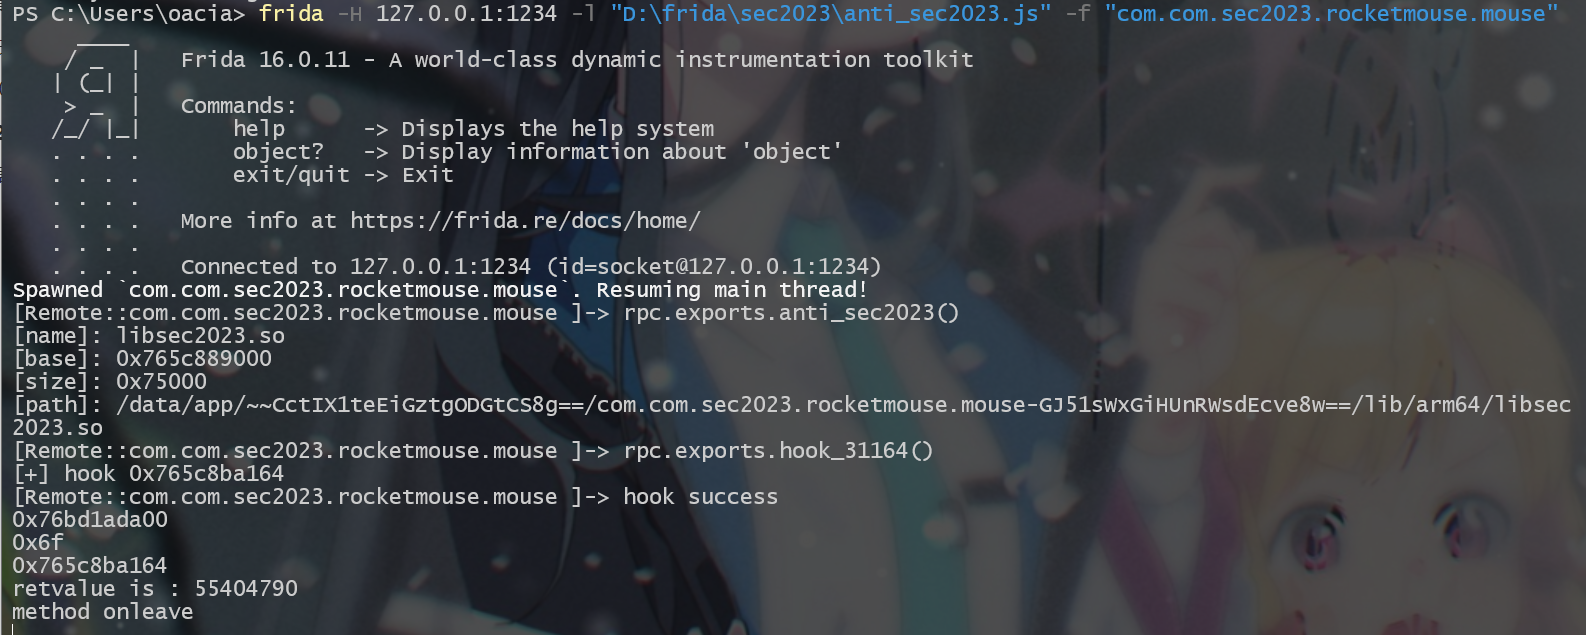 PS C:\Users\oacia> frida -H 127.0.0.1:1234 -l "D:\frida\sec2023\anti_sec2023.js" -f "com.com.sec2023.rocketmouse.mouse"
     ____
    / _  |   Frida 16.0.11 - A world-class dynamic instrumentation toolkit
   | (_| |
    > _  |   Commands:
   /_/ |_|       help      -> Displays the help system
   . . . .       object?   -> Display information about 'object'
   . . . .       exit/quit -> Exit
   . . . .
   . . . .   More info at https://frida.re/docs/home/
   . . . .
   . . . .   Connected to 127.0.0.1:1234 (id=socket@127.0.0.1:1234)
Spawned `com.com.sec2023.rocketmouse.mouse`. Resuming main thread!
[Remote::com.com.sec2023.rocketmouse.mouse ]-> rpc.exports.anti_sec2023()
[name]: libsec2023.so
[base]: 0x765c889000
[size]: 0x75000
[path]: /data/app/~~CctIX1teEiGztgODGtCS8g==/com.com.sec2023.rocketmouse.mouse-GJ51sWxGiHUnRWsdEcve8w==/lib/arm64/libsec
2023.so
[Remote::com.com.sec2023.rocketmouse.mouse ]-> rpc.exports.hook_31164()
[+] hook 0x765c8ba164
[Remote::com.com.sec2023.rocketmouse.mouse ]-> hook success
0x76bd1ada00
0x6f
0x765c8ba164
retvalue is : 55404790
method onleave